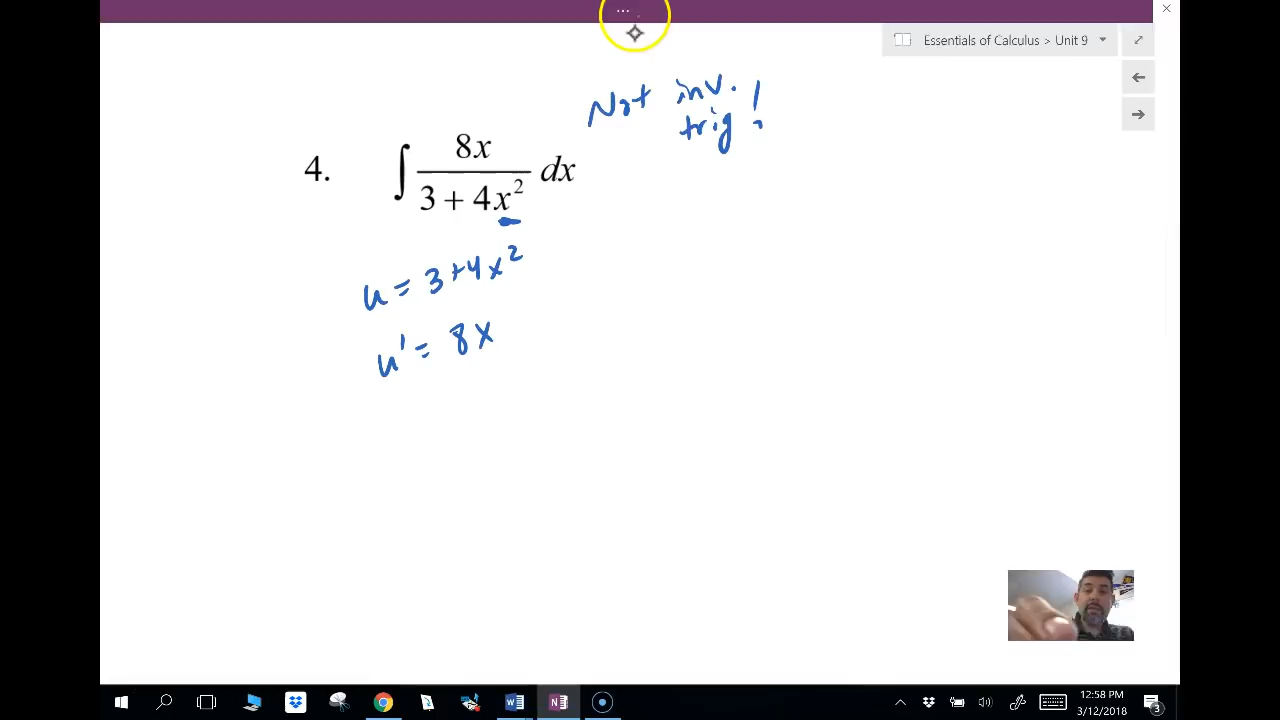 ...
Essentials of Calculus > Unit 9
Not inv.
trig!
4. ∫ 8x / (3 + 4x²) dx
u = 3+4x²
u' = 8x
12:58 PM
3/12/2018
3